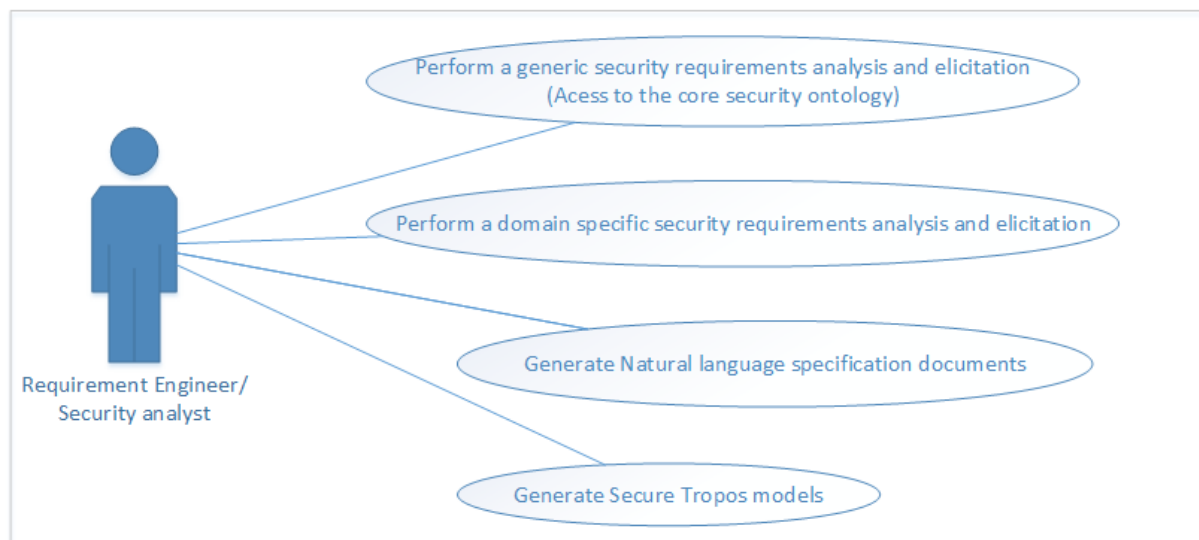 Perform a generic security requirements analysis and elicitation
(Acess to the core security ontology)
Perform a domain specific security requirements analysis and elicitation
Generate Natural language specification documents
Requirement Engineer/
Security analyst
Generate Secure Tropos models